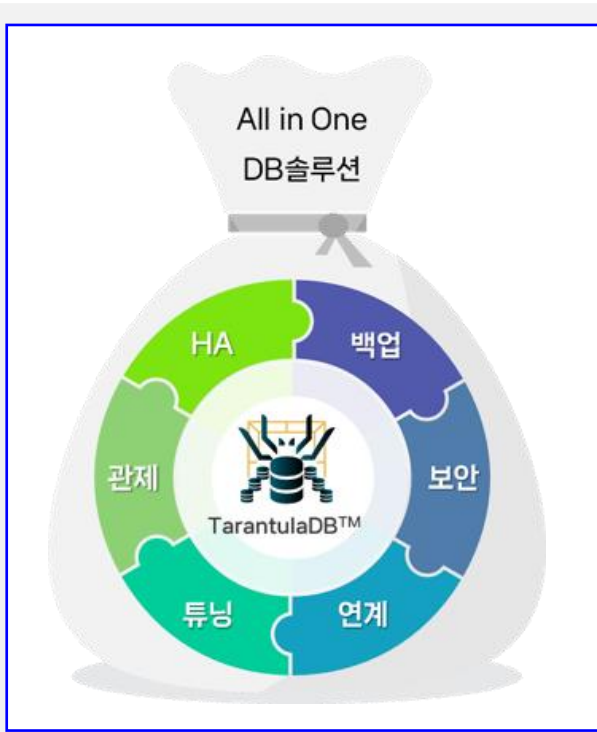 All in One
DB솔루션
HA
백업
관제
보안
TarantulaDB™
튜닝
연계